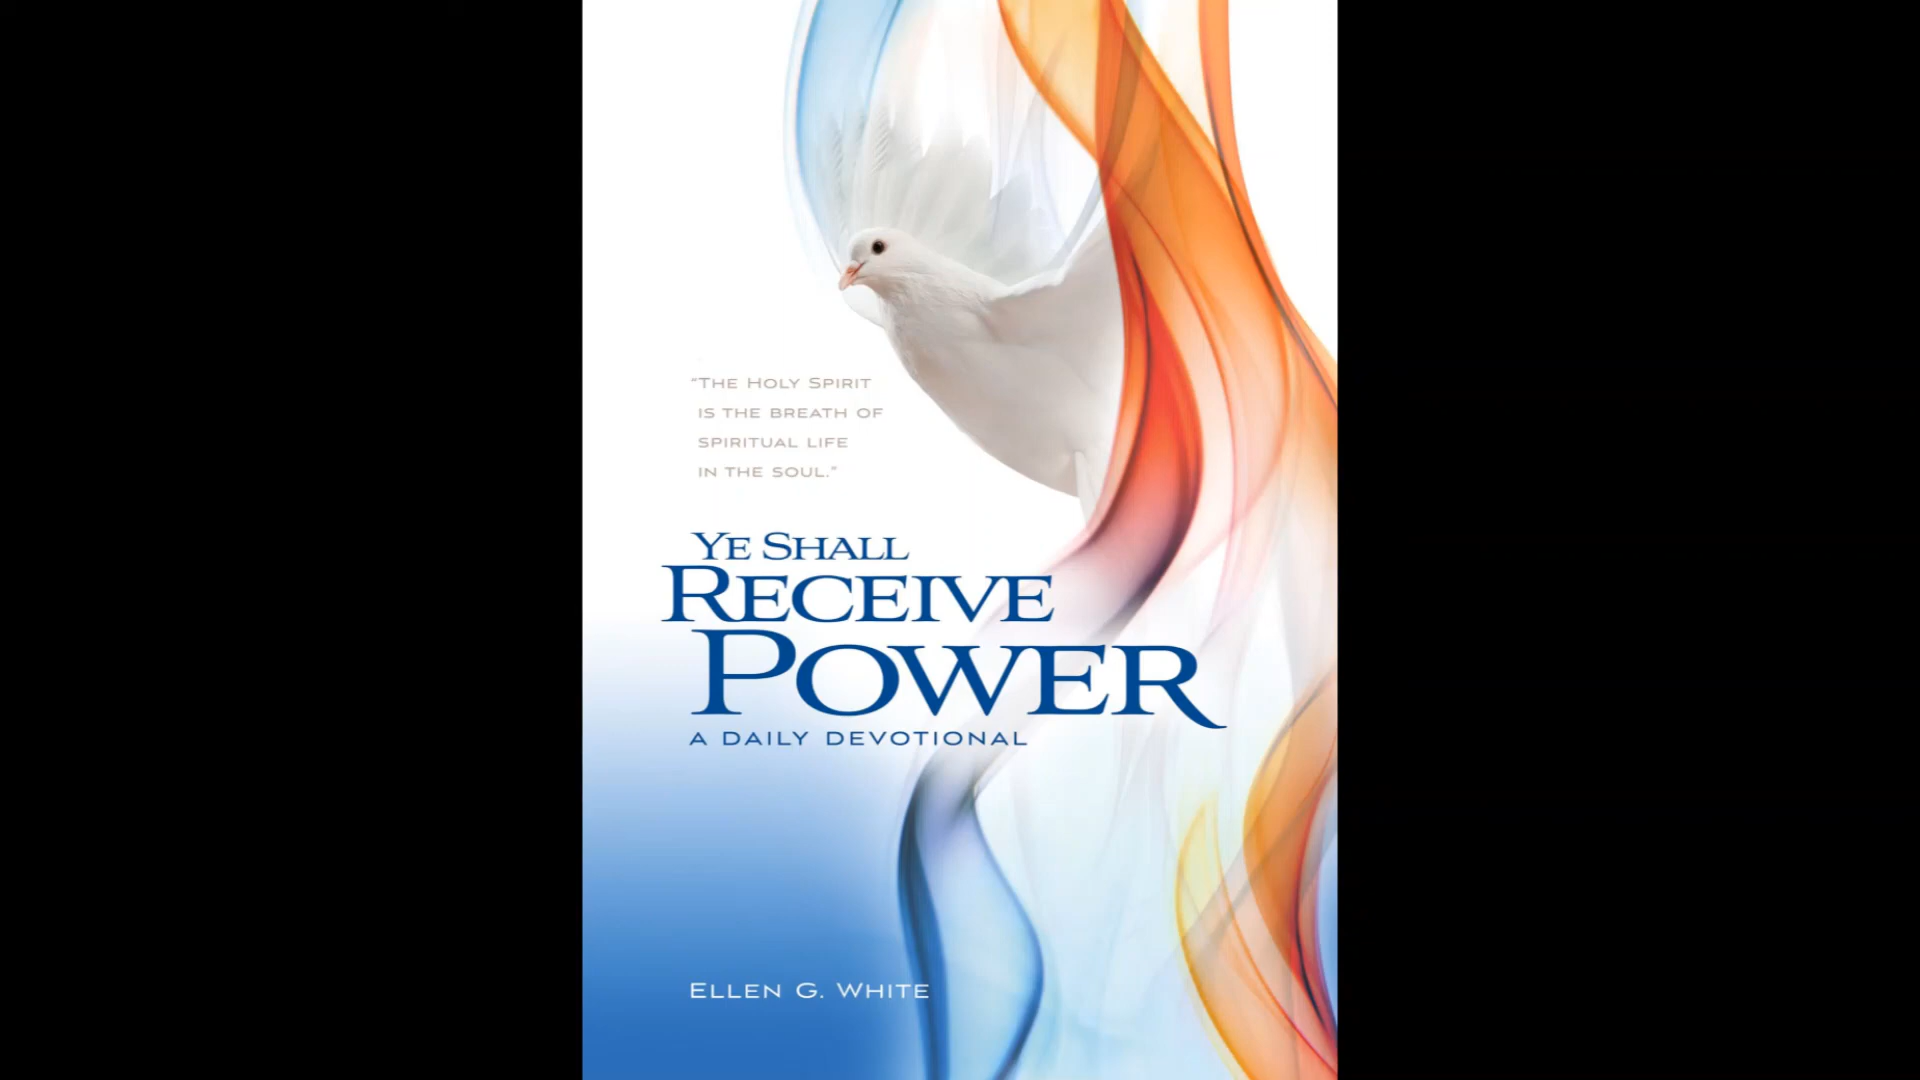 “The Holy Spirit
is the breath of
spiritual life
in the soul.”
Ye Shall
Receive
Power
A Daily Devotional
Ellen G. White